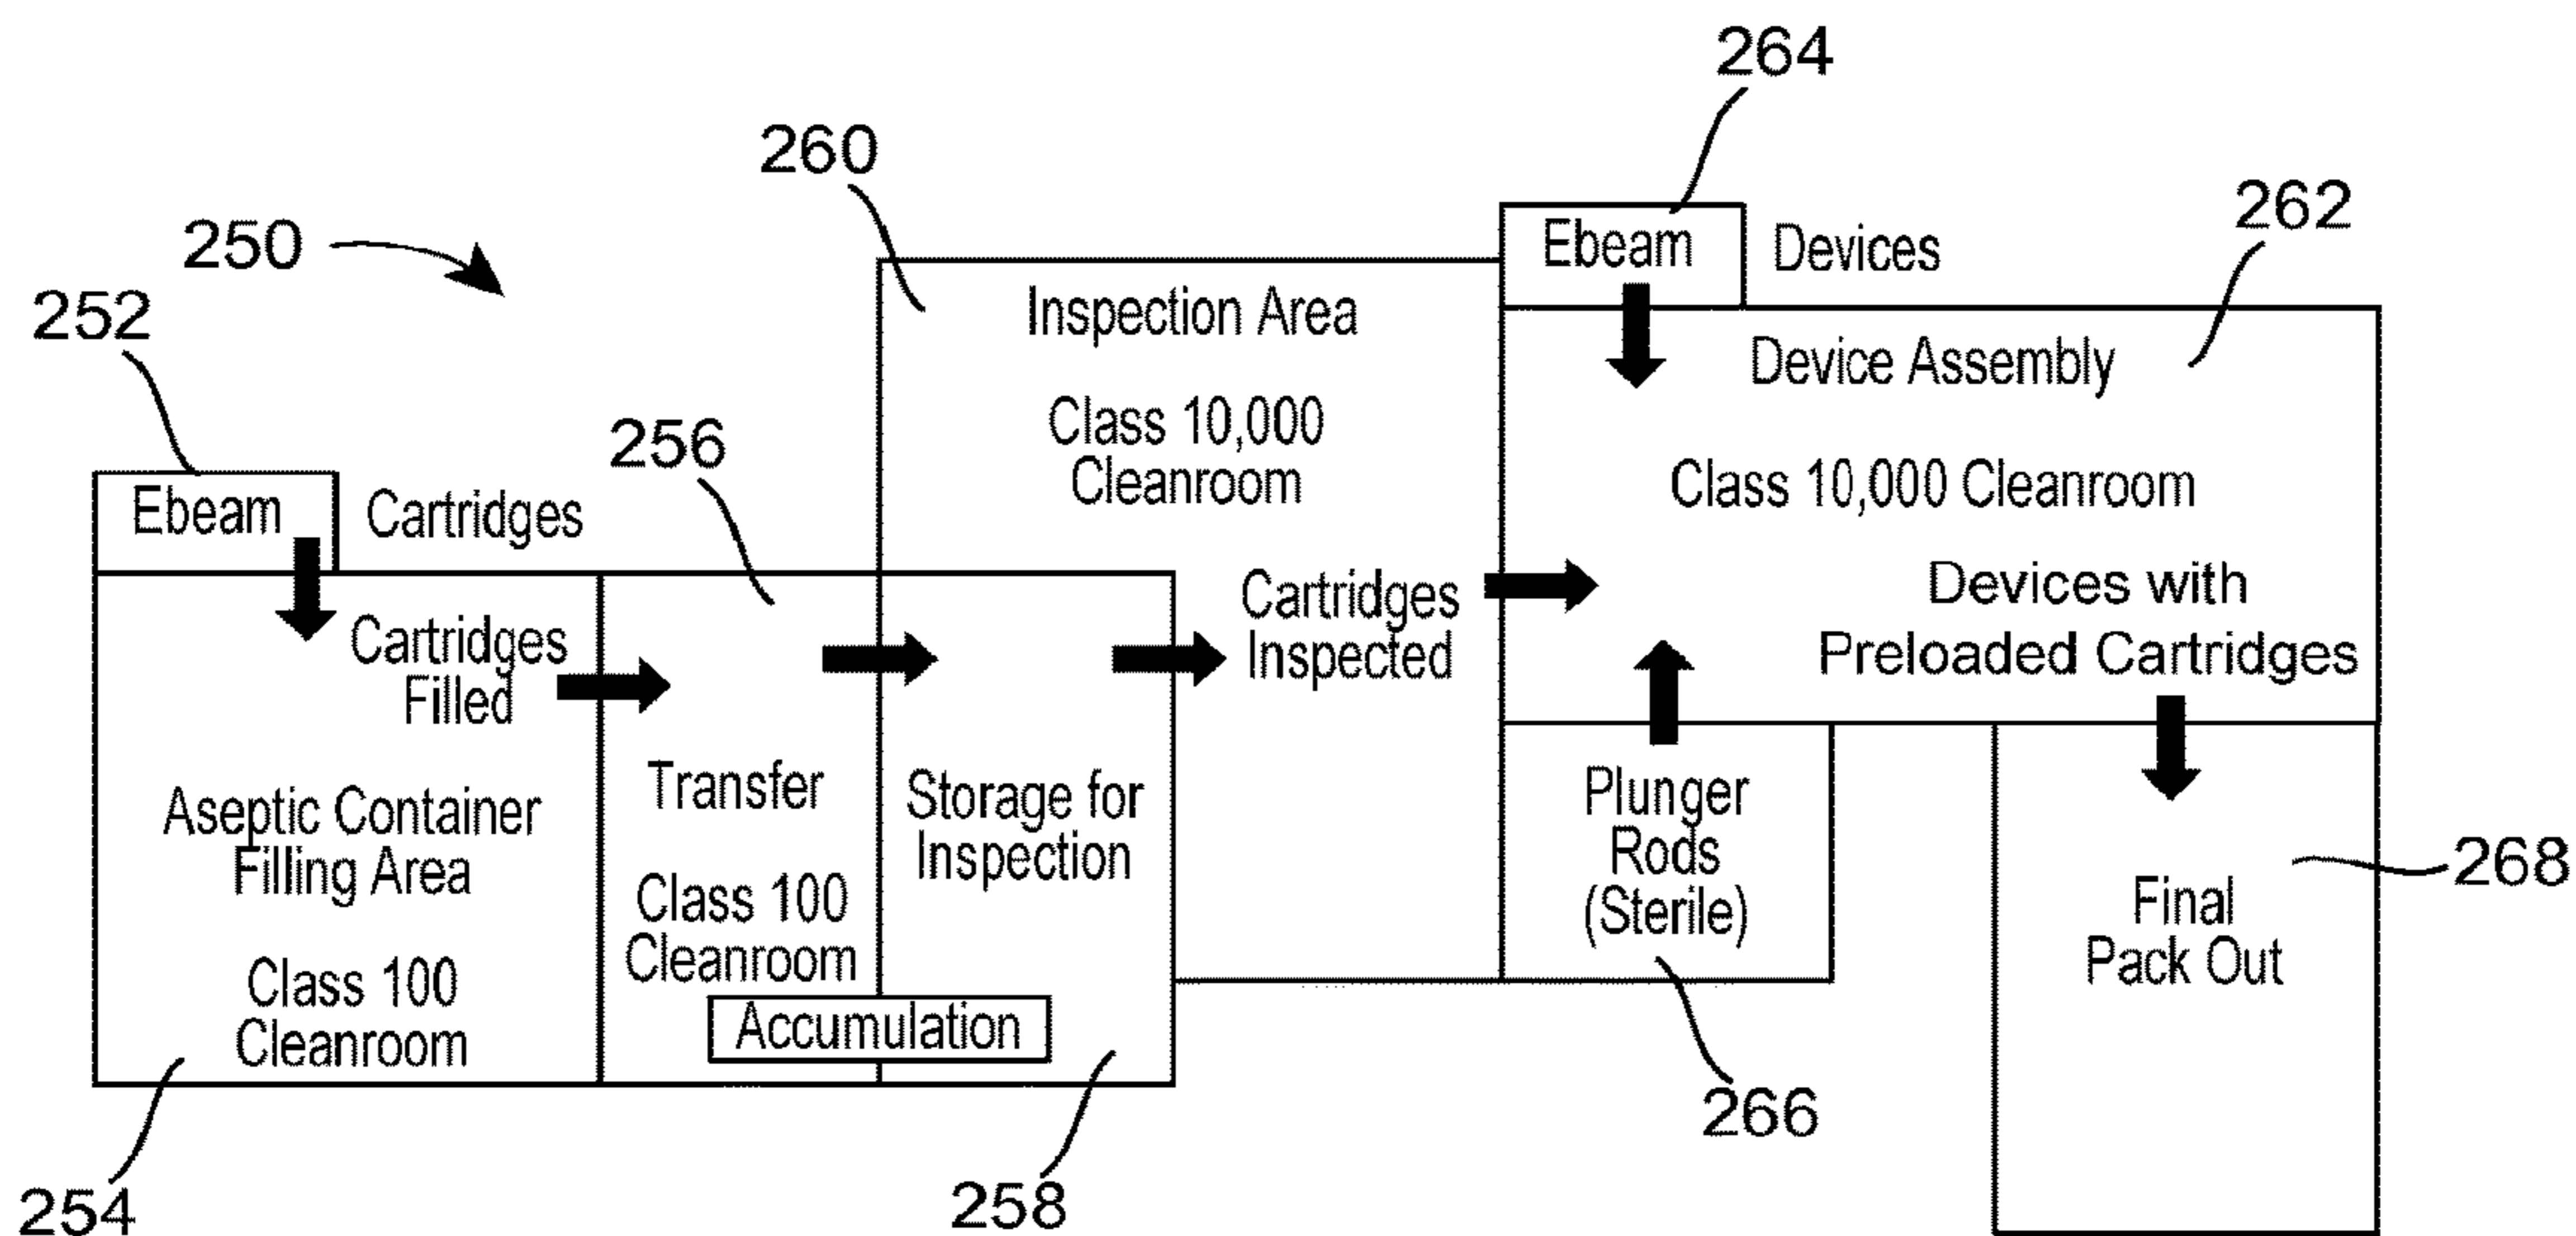 264
260
262
250
Ebeam
Devices
252
Inspection Area
Device Assembly
256
Class 10,000
Cleanroom
Class 10,000 Cleanroom
Ebeam
Cartridges
Cartridges
Filled
Cartridges
Inspected
Devices with
Preloaded Cartridges
Aseptic Container
Filling Area
Class 100
Cleanroom
Transfer
Class 100
Cleanroom
Storage for
Inspection
Accumulation
Plunger
Rods
(Sterile)
Final
Pack Out
268
266
254
258